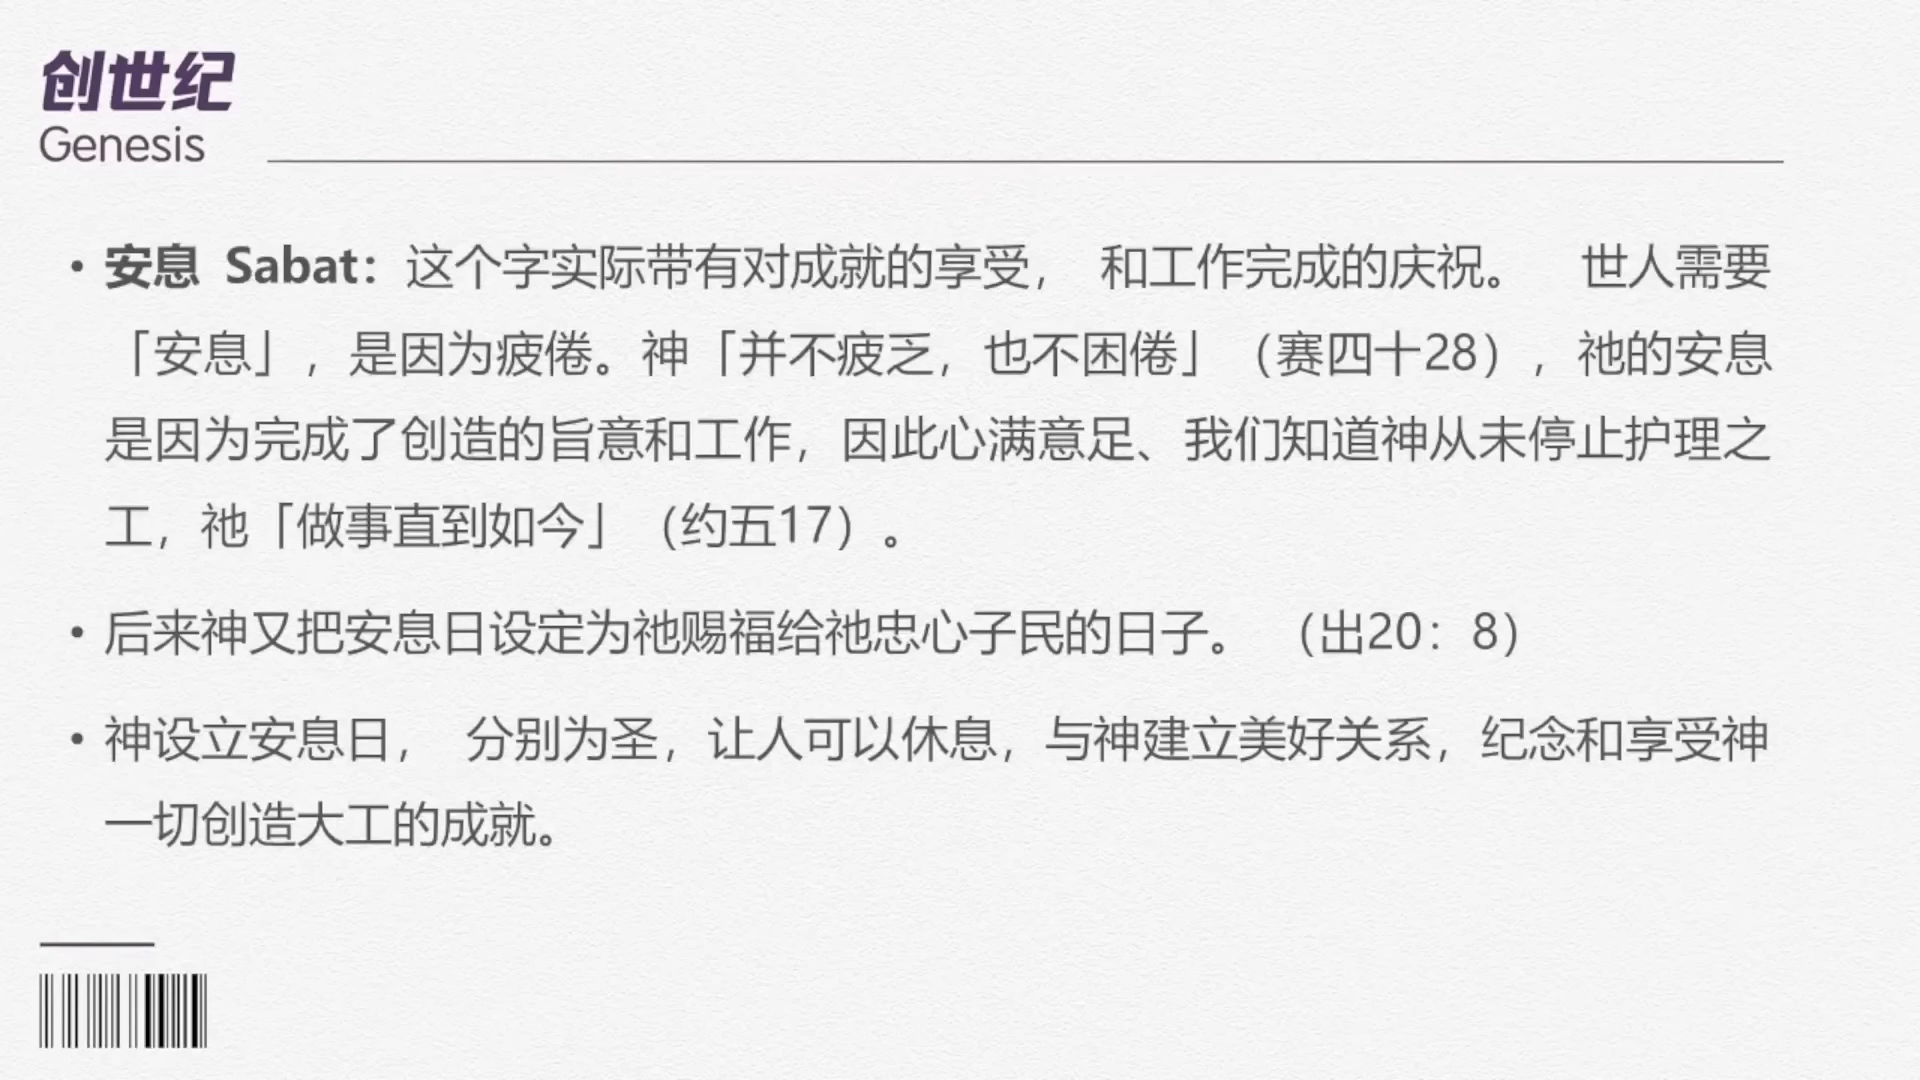 创世纪
Genesis
• 安息 Sabat：这个字实际带有对成就的享受， 和工作完成的庆祝。 世人需要
「安息」，是因为疲倦。神「并不疲乏，也不困倦」（赛四十28），祂的安息
是因为完成了创造的旨意和工作，因此心满意足、我们知道神从未停止护理之
工，祂「做事直到如今」（约五17）。
• 后来神又把安息日设定为祂赐福给祂忠心子民的日子。 （出20：8）
• 神设立安息日， 分别为圣，让人可以休息，与神建立美好关系，纪念和享受神
一切创造大工的成就。